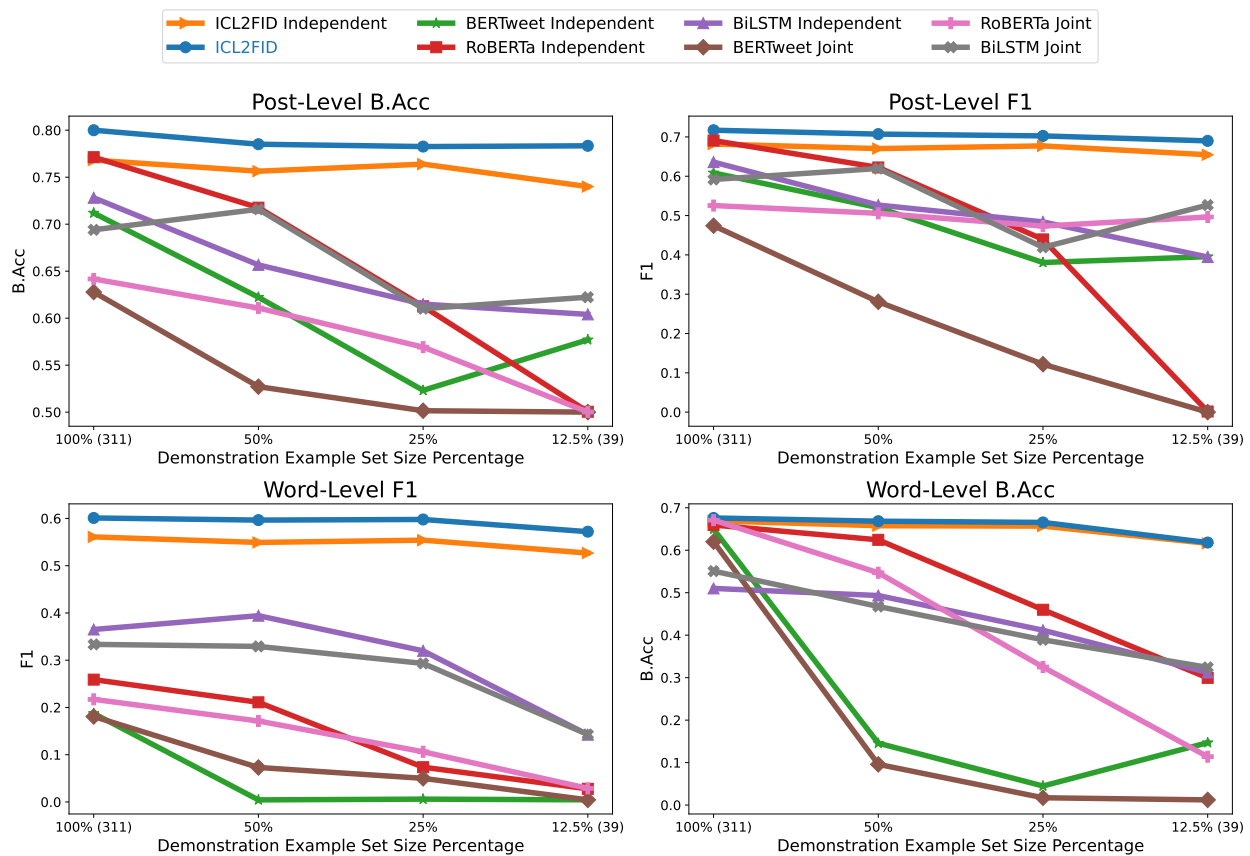 ICL2FID Independent BERTweet Independent BiLSTM Independent RoBERTa Joint
ICL2FID RoBERTa Independent BERTweet Joint BiLSTM Joint
Post-Level B.Acc
0.80
0.75
0.70
0.65
0.60
0.55
0.50
B.Acc
100% (311) 50% 25% 12.5% (39)
Demonstration Example Set Size Percentage
Post-Level F1
0.7
0.6
0.5
0.4
0.3
0.2
0.1
0.0
F1
100% (311) 50% 25% 12.5% (39)
Demonstration Example Set Size Percentage
Word-Level F1
0.6
0.5
0.4
0.3
0.2
0.1
0.0
F1
100% (311) 50% 25% 12.5% (39)
Demonstration Example Set Size Percentage
Word-Level B.Acc
0.7
0.6
0.5
0.4
0.3
0.2
0.1
0.0
B.Acc
100% (311) 50% 25% 12.5% (39)
Demonstration Example Set Size Percentage